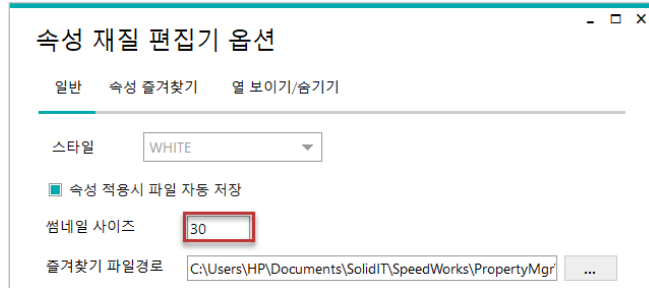 속성 재질 편집기 옵션
일반 속성 즐겨찾기 열 보이기/숨기기
스타일 WHITE
속성 적용시 파일 자동 저장
썸네일 사이즈 30
즐겨찾기 파일경로 C:\Users\HP\Documents\SolidIT\SpeedWorks\PropertyMgr ...